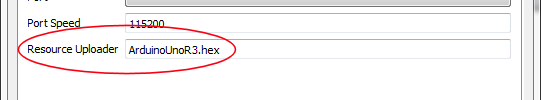 Port Speed 115200
Resource Uploader ArduinoUnoR3.hex